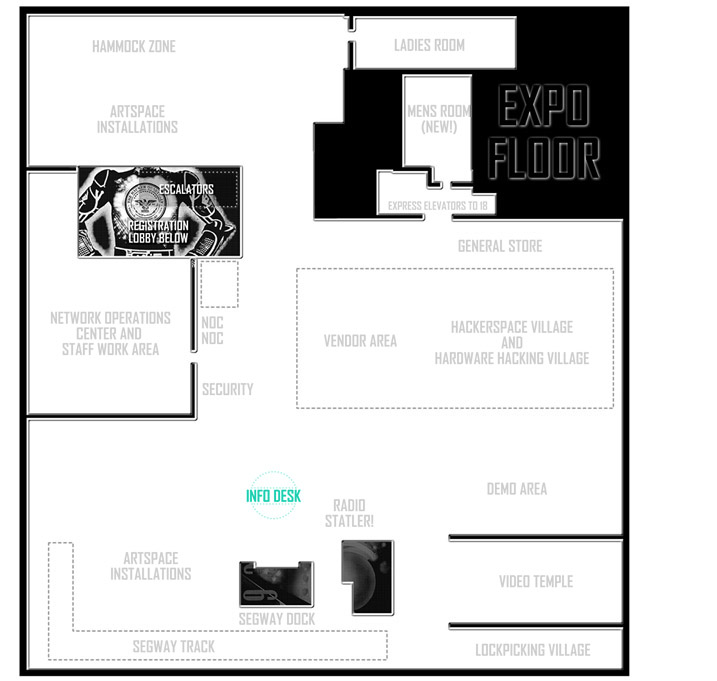 HAMMOCK ZONE
LADIES ROOM
ARTSPACE
INSTALLATIONS
MENS ROOM
(NEW!)
EXPO
FLOOR
ESCALATORS
EXPRESS ELEVATORS TO 18
REGISTRATION
LOBBY BELOW
GENERAL STORE
NETWORK OPERATIONS
CENTER AND
STAFF WORK AREA
NOC
NOC
VENDOR AREA
HACKERSPACE VILLAGE
AND
HARDWARE HACKING VILLAGE
SECURITY
INFO DESK
DEMO AREA
RADIO
STATLER!
ARTSPACE
INSTALLATIONS
VIDEO TEMPLE
SEGWAY DOCK
SEGWAY TRACK
LOCKPICKING VILLAGE